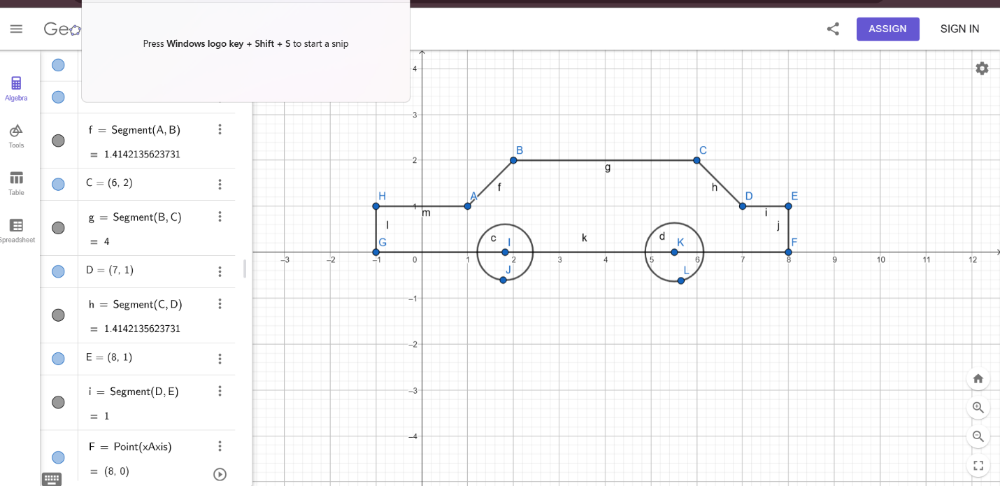 Geo
Press Windows logo key + Shift + S to start a snip
ASSIGN
SIGN IN
Algebra
Tools
Table
Spreadsheet
f = Segment(A, B)
= 1.4142135623731
C = (6, 2)
g = Segment(B, C)
= 4
D = (7, 1)
h = Segment(C, D)
= 1.4142135623731
E = (8, 1)
i = Segment(D, E)
= 1
F = Point(xAxis)
= (8, 0)
4
3
2
1
–1
–2
–3
–4
–3
–2
–1
0
1
2
3
4
5
6
7
8
9
10
11
12
B
C
g
f
h
H
A
D
E
m
i
l
j
G
c
I
k
d
K
F
J
L